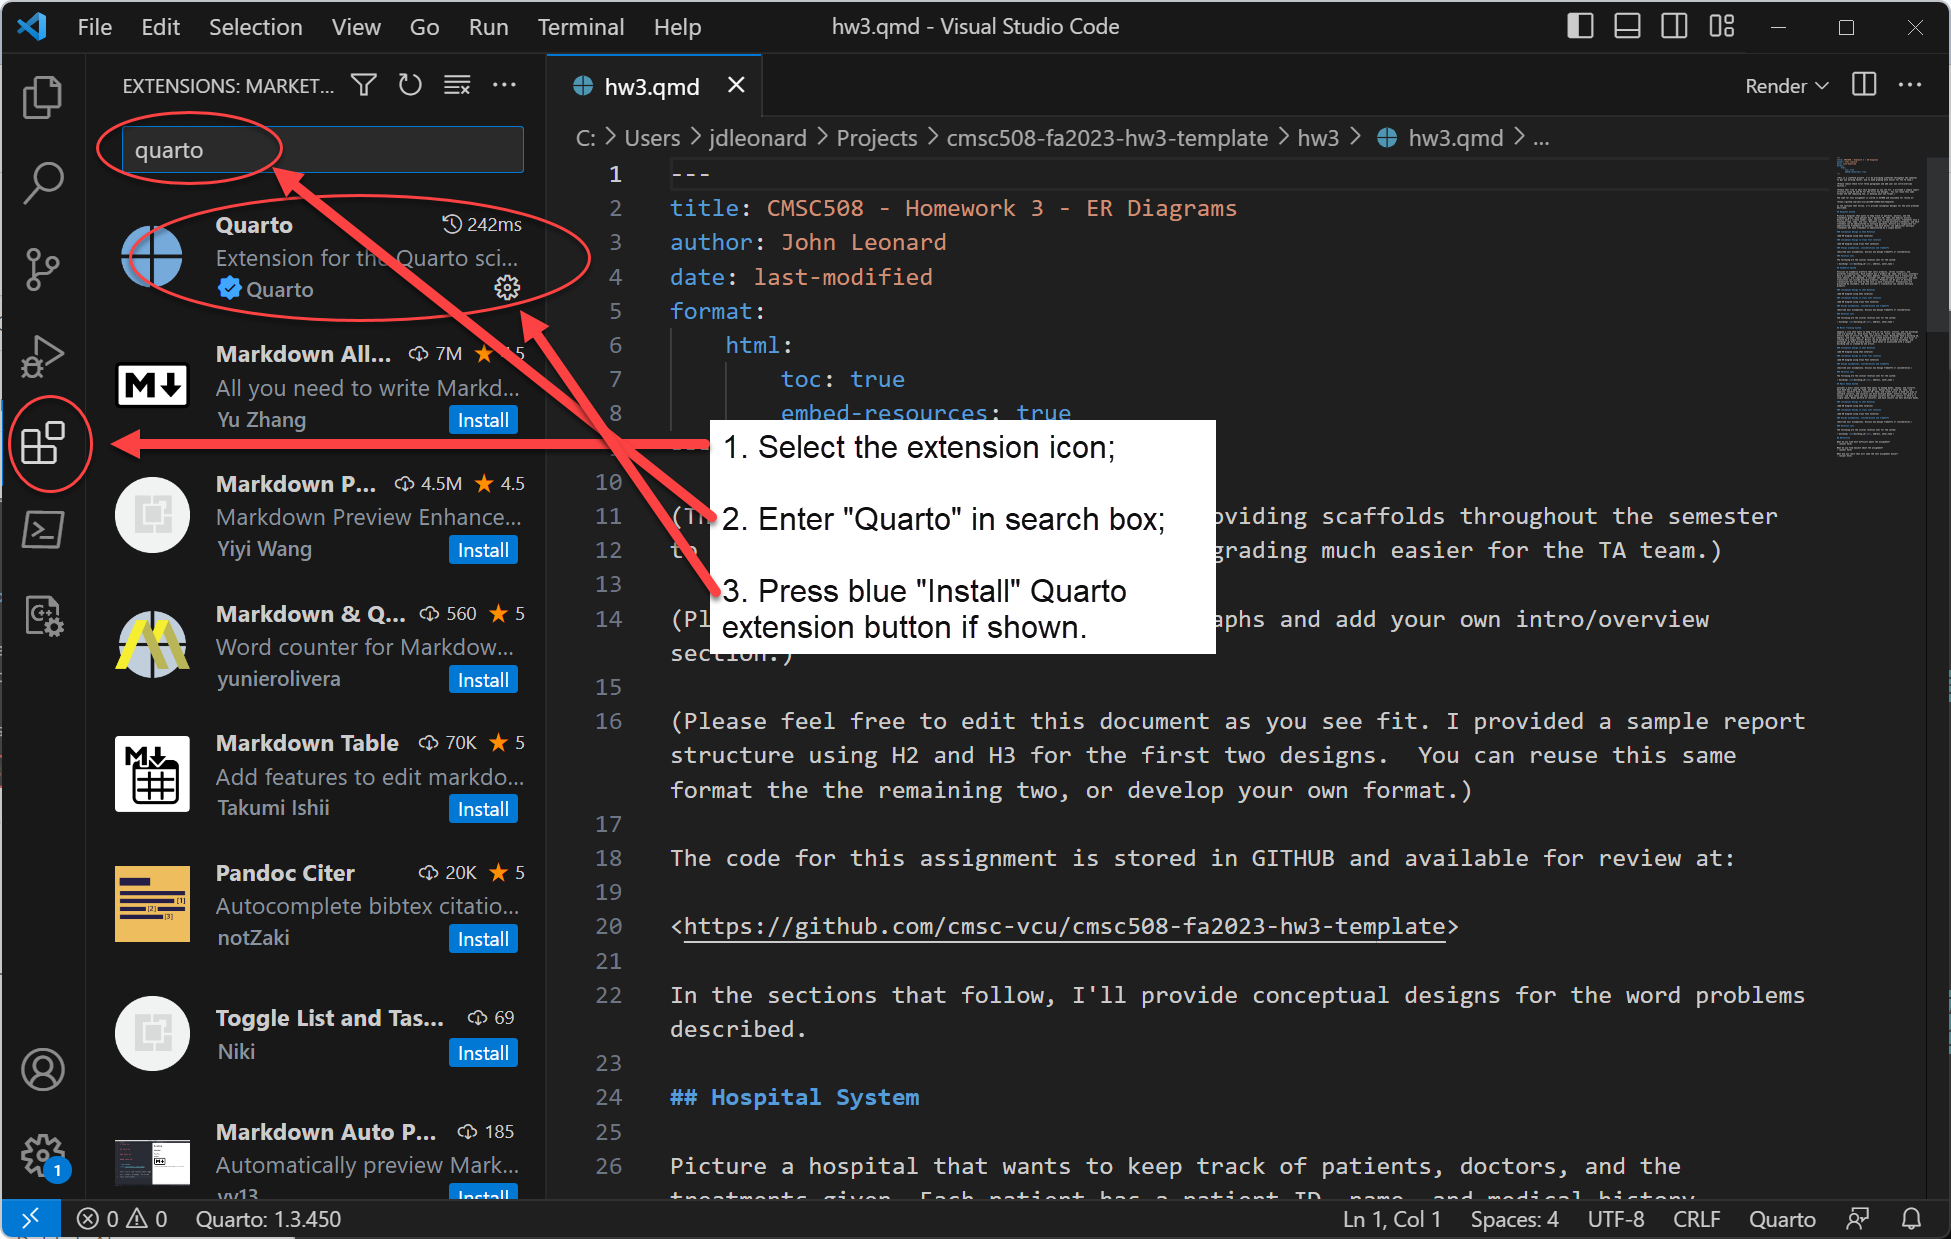 File Edit Selection View Go Run Terminal Help
hw3.qmd - Visual Studio Code
EXTENSIONS: MARKET...
quarto
Quarto 242ms
Extension for the Quarto sci...
Quarto
Markdown All... 7M
All you need to write Markd...
Yu Zhang Install
Markdown P... 4.5M 4.5
Markdown Preview Enhance...
Yiyi Wang Install
Markdown & Q... 560 5
Word counter for Markdow...
yunierolivera Install
Markdown Table 70K 5
Add features to edit markdo...
Takumi Ishii Install
Pandoc Citer 20K 5
Autocomplete bibtex citatio...
notZaki Install
Toggle List and Tas... 69
Niki Install
Markdown Auto P... 185
Automatically preview Mark...
yy13 Install
hw3.qmd
Render
C: > Users > jdleonard > Projects > cmsc508-fa2023-hw3-template > hw3 > hw3.qmd > ...
1 ---
2 title: CMSC508 - Homework 3 - ER Diagrams
3 author: John Leonard
4 date: last-modified
5 format:
6 html:
7 toc: true
8 embed-resources: true
1. Select the extension icon;
2. Enter "Quarto" in search box;
3. Press blue "Install" Quarto
extension button if shown.
10
11 oviding scaffolds throughout the semester
12 grading much easier for the TA team.)
13
14 aphs and add your own intro/overview
section.)
15
16 (Please feel free to edit this document as you see fit. I provided a sample report
structure using H2 and H3 for the first two designs. You can reuse this same
format the the remaining two, or develop your own format.)
17
18 The code for this assignment is stored in GITHUB and available for review at:
19
20 <https://github.com/cmsc-vcu/cmsc508-fa2023-hw3-template>
21
22 In the sections that follow, I'll provide conceptual designs for the word problems
described.
23
24 ## Hospital System
25
26 Picture a hospital that wants to keep track of patients, doctors, and the
treatments given. Each patient has a patient ID, name, and medical history.
1
0 0 Quarto: 1.3.450
Ln 1, Col 1 Spaces: 4 UTF-8 CRLF Quarto